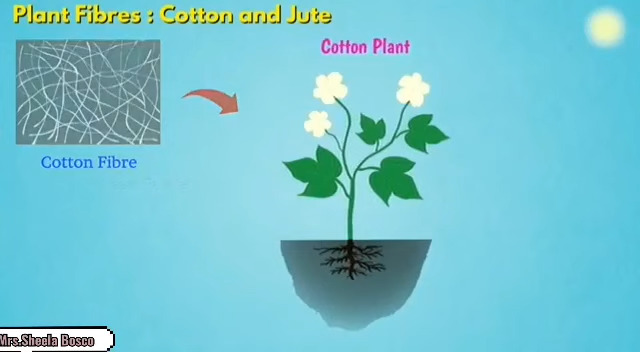 Plant Fibres : Cotton and Jute
Cotton Plant
Cotton Fibre
Mrs.Sheela Bosco